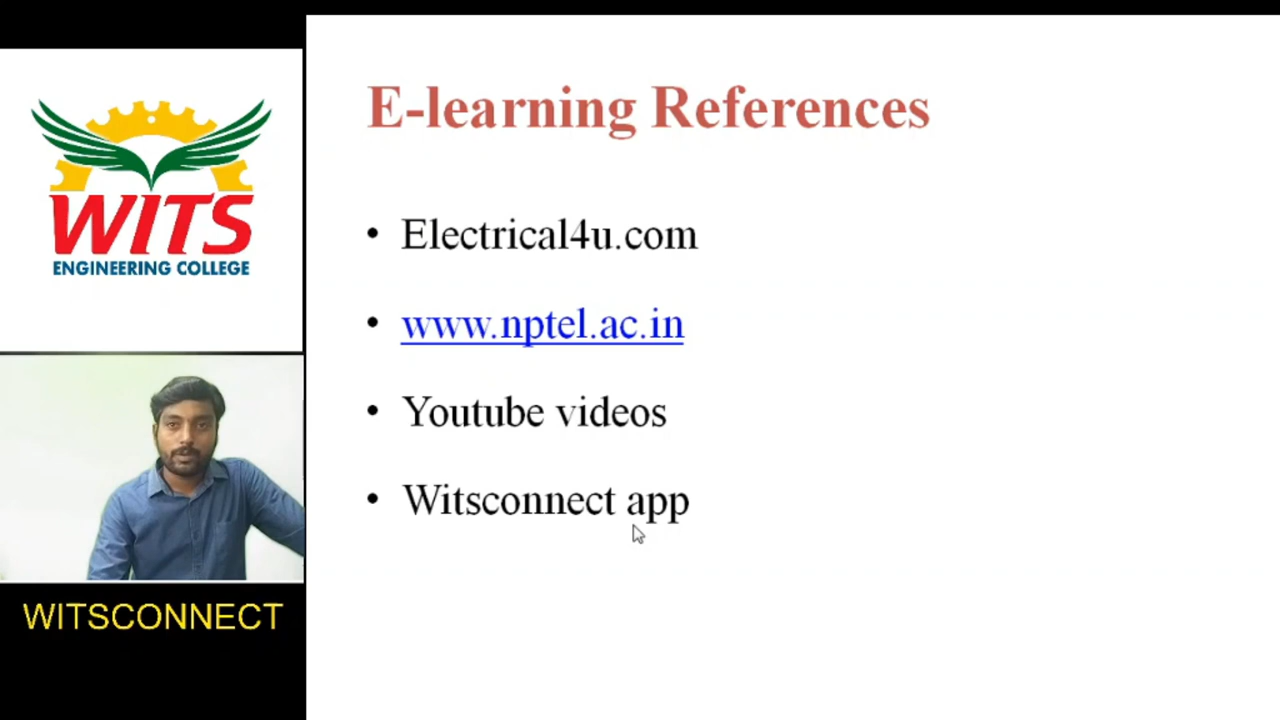 WITS
ENGINEERING COLLEGE
WITSCONNECT
E-learning References
• Electrical4u.com
• www.nptel.ac.in
• Youtube videos
• Witsconnect app